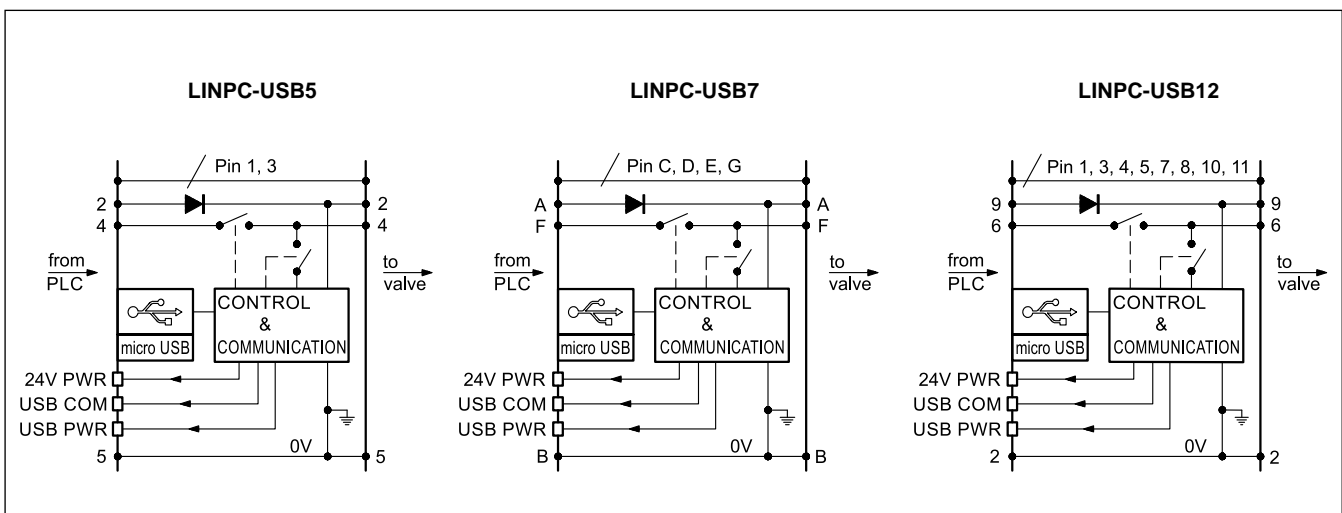 LINPC-USB5
Pin 1, 3
2 2
4 4
from
PLC
to
valve
CONTROL
&
COMMUNICATION
micro USB
24V PWR
USB COM
USB PWR
0V
5 5
LINPC-USB7
Pin C, D, E, G
A A
F F
from
PLC
to
valve
CONTROL
&
COMMUNICATION
micro USB
24V PWR
USB COM
USB PWR
0V
B B
LINPC-USB12
Pin 1, 3, 4, 5, 7, 8, 10, 11
9 9
6 6
from
PLC
to
valve
CONTROL
&
COMMUNICATION
micro USB
24V PWR
USB COM
USB PWR
0V
2 2